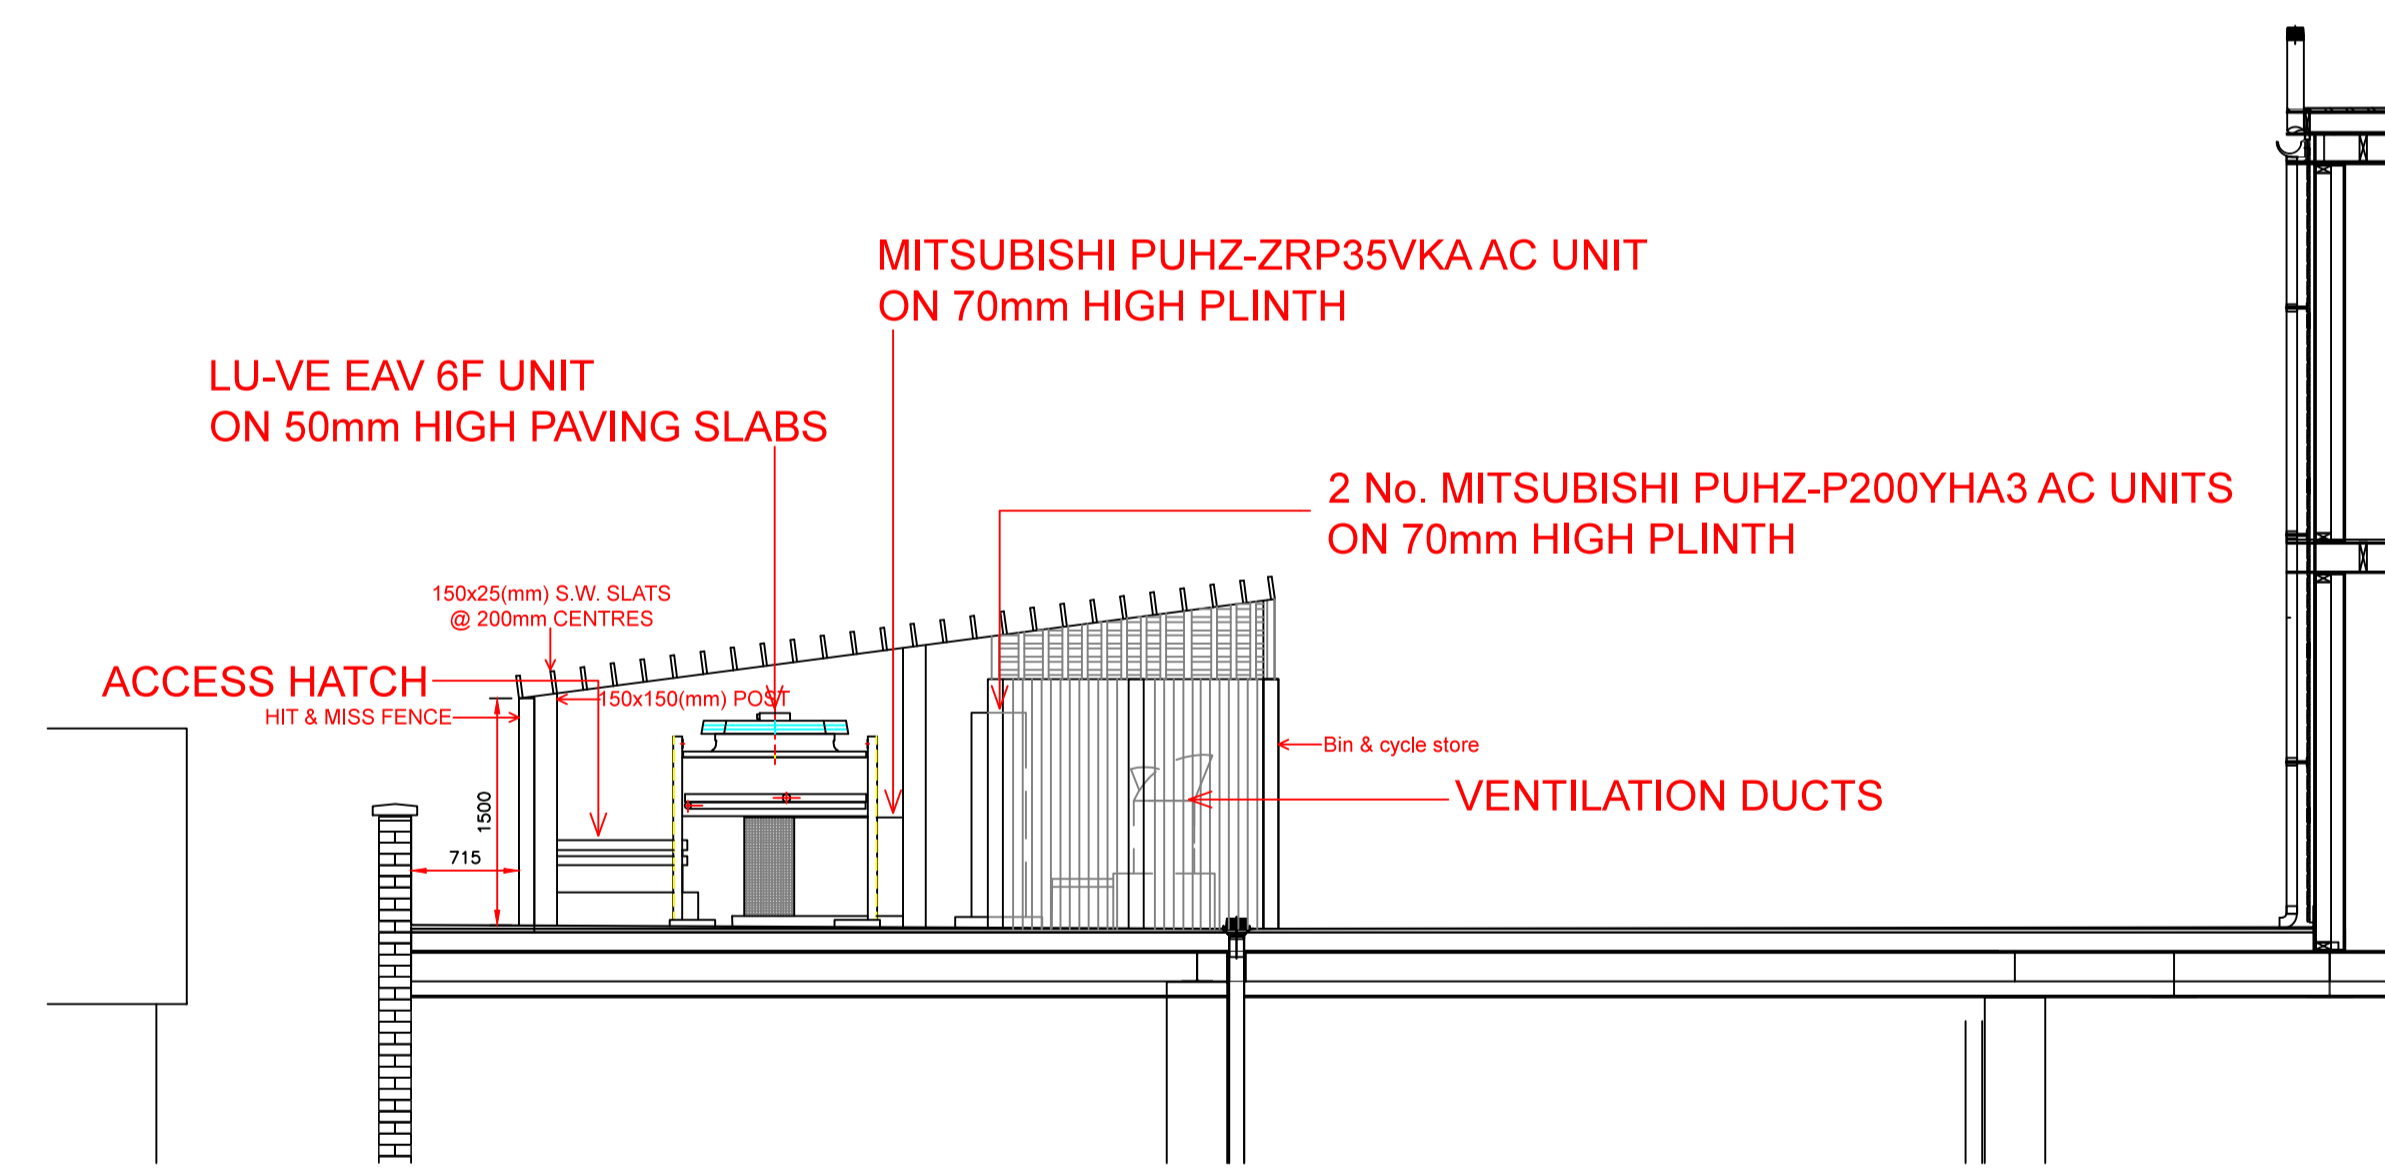 MITSUBISHI PUHZ-ZRP35VKA AC UNIT
ON 70mm HIGH PLINTH
LU-VE EAV 6F UNIT
ON 50mm HIGH PAVING SLABS
2 No. MITSUBISHI PUHZ-P200YHA3 AC UNITS
ON 70mm HIGH PLINTH
150x25(mm) S.W. SLATS
@ 200mm CENTRES
ACCESS HATCH
150x150(mm) POST
HIT & MISS FENCE
Bin & cycle store
VENTILATION DUCTS
1500
715